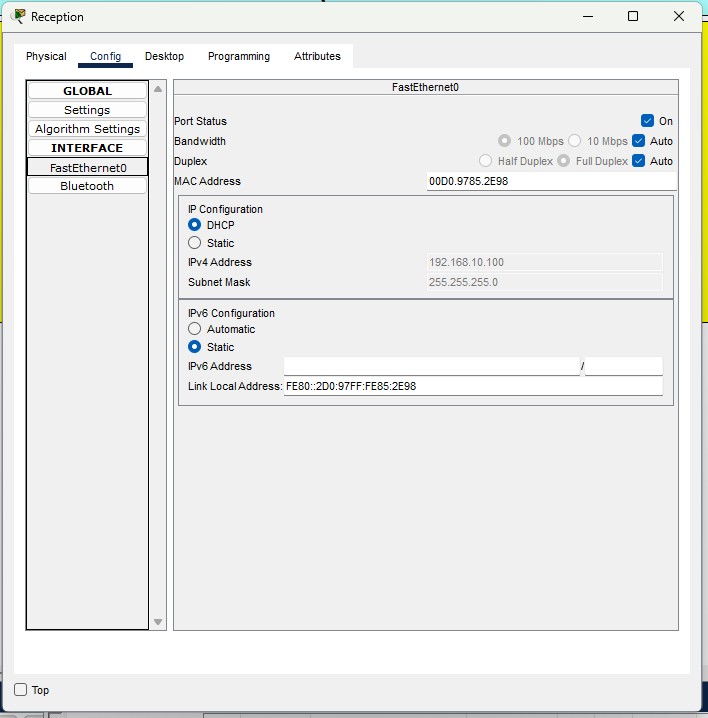 Reception
Physical Config Desktop Programming Attributes
GLOBAL
Settings
Algorithm Settings
INTERFACE
FastEthernet0
Bluetooth
FastEthernet0
Port Status On
Bandwidth 100 Mbps 10 Mbps Auto
Duplex Half Duplex Full Duplex Auto
MAC Address 00D0.9785.2E98
IP Configuration
DHCP
Static
IPv4 Address 192.168.10.100
Subnet Mask 255.255.255.0
IPv6 Configuration
Automatic
Static
IPv6 Address /
Link Local Address: FE80::2D0:97FF:FE85:2E98
Top